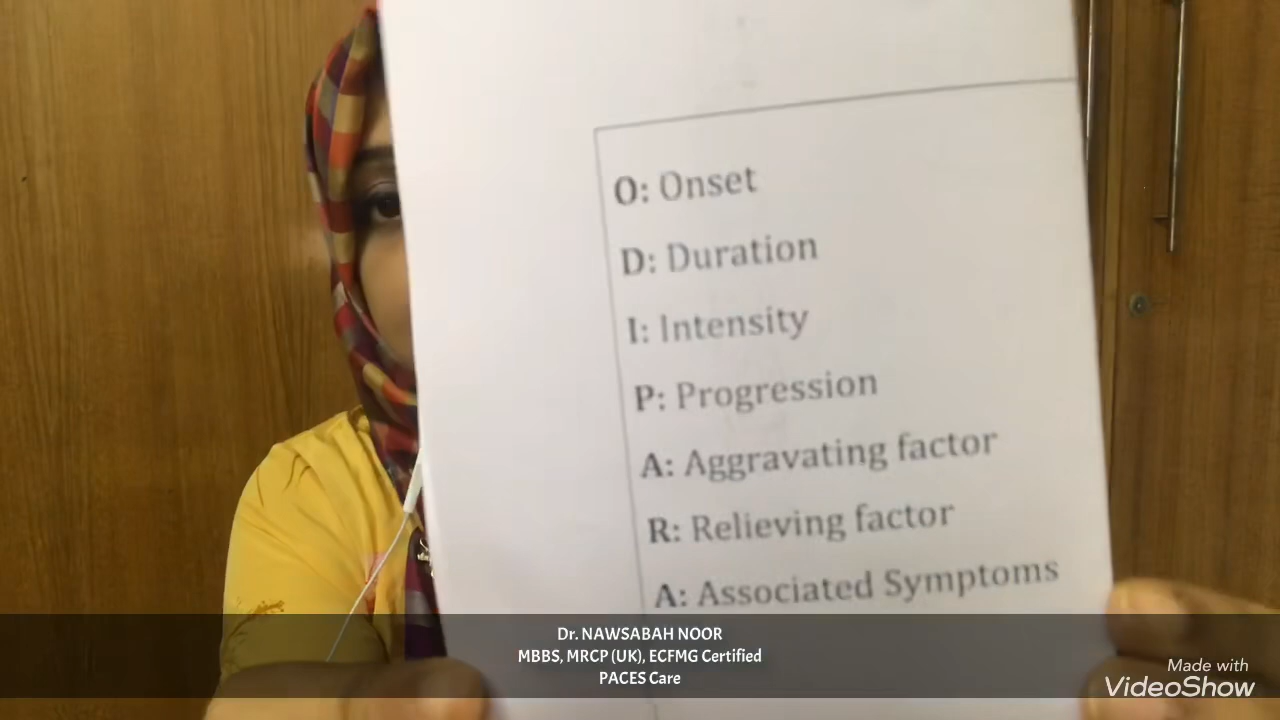 O: Onset
D: Duration
I: Intensity
P: Progression
A: Aggravating factor
R: Relieving factor
A: Associated Symptoms
Dr. NAWSABAH NOOR
MBBS, MRCP (UK), ECFMG Certified
PACES Care
Made with
VideoShow